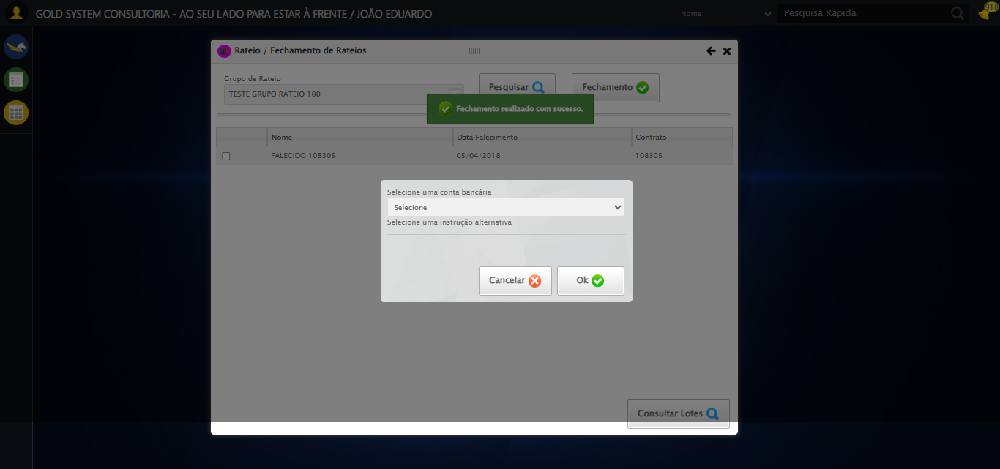 GOLD SYSTEM CONSULTORIA - AO SEU LADO PARA ESTAR À FRENTE / JOÃO EDUARDO
Nome
Pesquisa Rapida
918
Rateio / Fechamento de Rateios
Grupo de Rateio
TESTE GRUPO RATEIO 100
Pesquisar
Fechamento
Fechamento realizado com sucesso.
Nome Data Falecimento Contrato
FALECIDO 108305 05/04/2018 108305
Selecione uma conta bancária
Selecione
Selecione uma instrução alternativa
Cancelar
Ok
Consultar Lotes